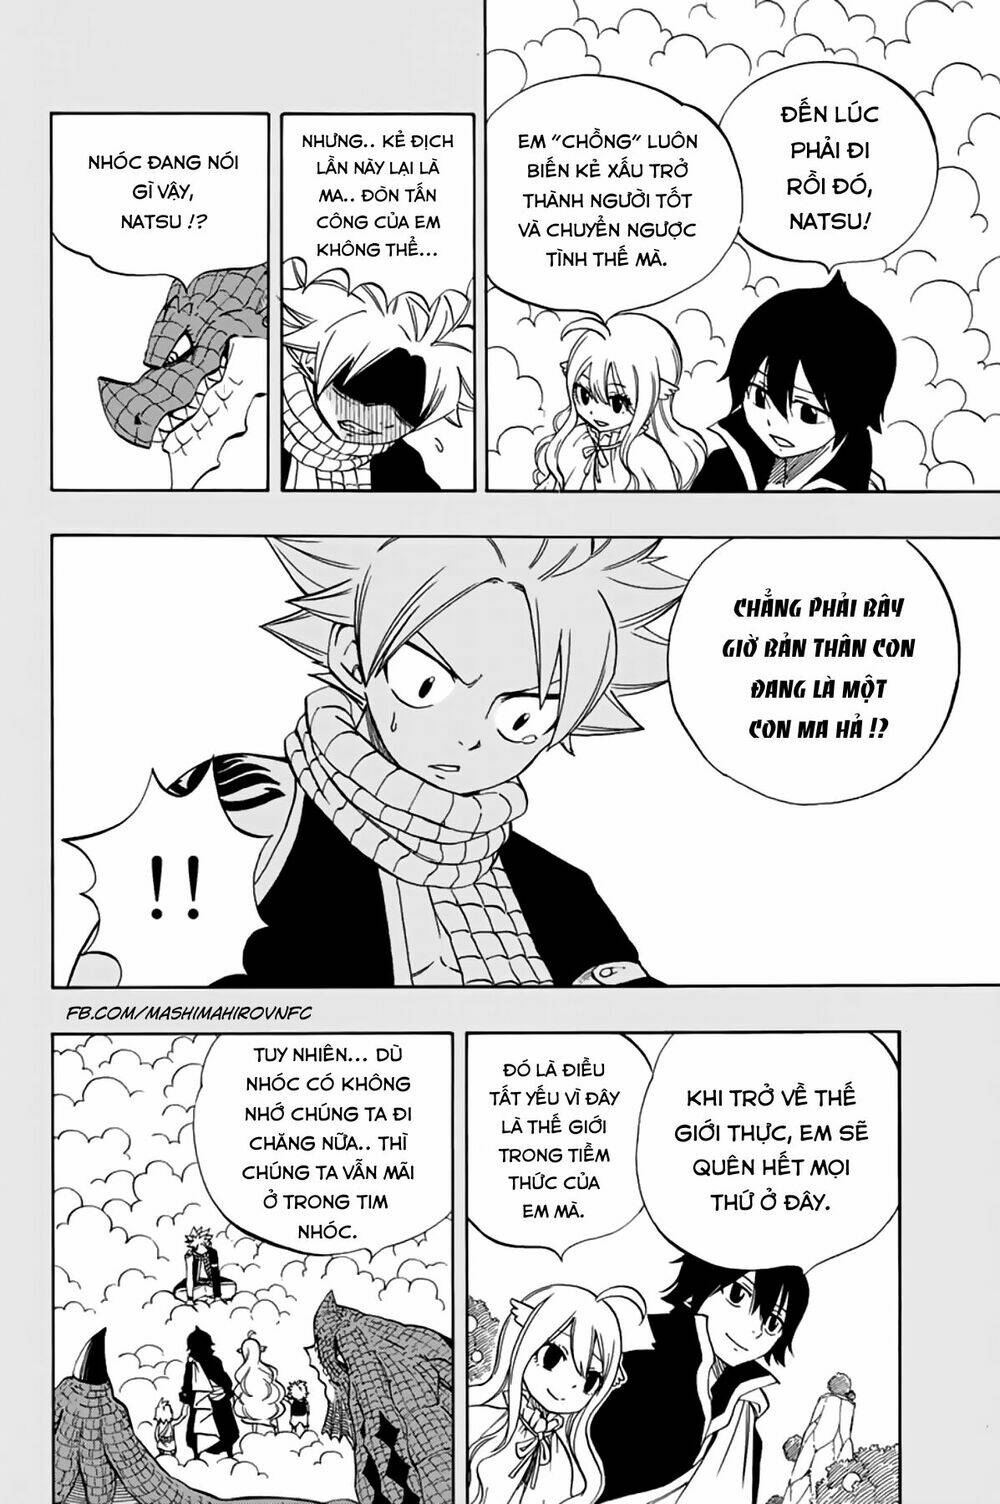 ĐẾN LÚC
PHẢI ĐI
RỒI ĐÓ,
NATSU!
EM "CHỒNG" LUÔN
BIẾN KẺ XẤU TRỞ
THÀNH NGƯỜI TỐT
VÀ CHUYỂN NGƯỢC
TÌNH THẾ MÀ.
NHƯNG.. KẺ ĐỊCH
LẦN NÀY LẠI LÀ
MA.. ĐÒN TẤN
CÔNG CỦA EM
KHÔNG THỂ...
NHÓC ĐANG NÓI
GÌ VẬY,
NATSU !?
CHẲNG PHẢI BÂY
GIỜ BẢN THÂN CON
ĐANG LÀ MỘT
CON MA HẢ !?
!!
FB.COM/MASHIMAHIROVNFC
KHI TRỞ VỀ THẾ
GIỚI THỰC, EM SẼ
QUÊN HẾT MỌI
THỨ Ở ĐÂY.
ĐÓ LÀ ĐIỀU
TẤT YẾU VÌ ĐÂY
LÀ THẾ GIỚI
TRONG TIỀM
THỨC CỦA
EM MÀ.
TUY NHIÊN... DÙ
NHÓC CÓ KHÔNG
NHỚ CHÚNG TA ĐI
CHĂNG NỮA.. THÌ
CHÚNG TA VẪN MÃI
Ở TRONG TIM
NHÓC.